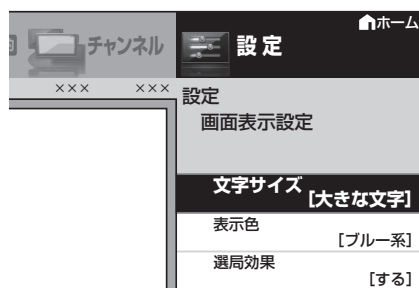 ホーム
チャンネル
設定
××× ×××
設定
画面表示設定
文字サイズ
[大きな文字]
表示色
[ブルー系]
選局効果
[する]